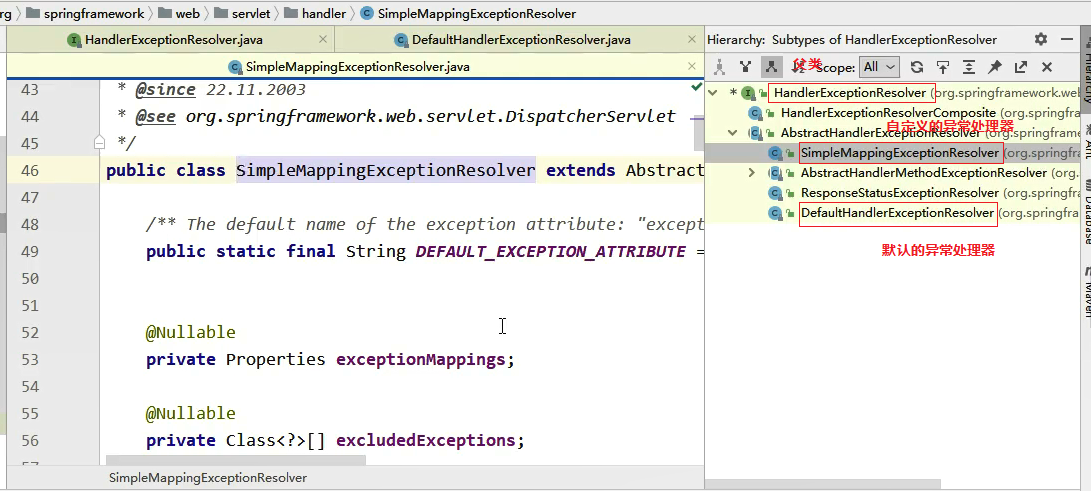 rg 〉 springframework 〉 web 〉 servlet 〉 handler 〉 SimpleMappingExceptionResolver
HandlerExceptionResolver.java
DefaultHandlerExceptionResolver.java
SimpleMappingExceptionResolver.java
43 * @since 22.11.2003
44 * @see org.springframework.web.servlet.DispatcherServlet
45 */
46 public class SimpleMappingExceptionResolver extends Abstract
47
48 /** The default name of the exception attribute: "except
49 public static final String DEFAULT_EXCEPTION_ATTRIBUTE =
50
51
52 @Nullable
53 private Properties exceptionMappings;
54
55 @Nullable
56 private Class<?>[] excludedExceptions;
SimpleMappingExceptionResolver
Hierarchy: Subtypes of HandlerExceptionResolver
父类
Scope: All
* HandlerExceptionResolver (org.springframework.web
HandlerExceptionResolverComposite (org.springfra
自定义的异常处理器
AbstractHandlerExceptionResolver (org.springframe
SimpleMappingExceptionResolver (org.springfra
AbstractHandlerMethodExceptionResolver (org.
ResponseStatusExceptionResolver (org.springfra
DefaultHandlerExceptionResolver (org.springfra
默认的异常处理器
Hierarchy
Ant
Database
Maven